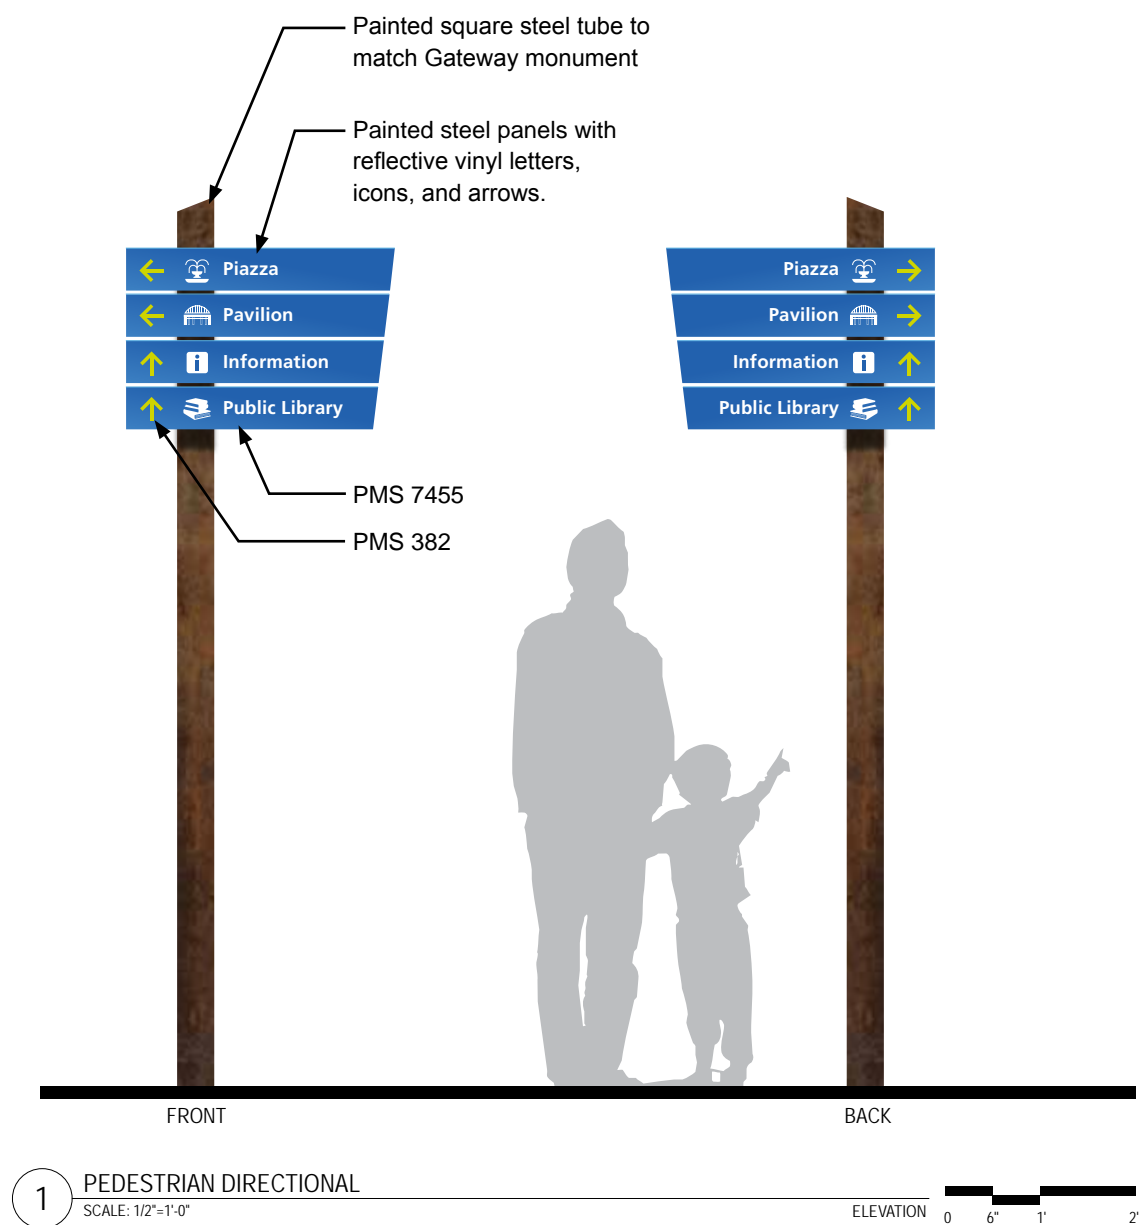 Painted square steel tube to
match Gateway monument
Painted steel panels with
reflective vinyl letters,
icons, and arrows.
Piazza
Pavilion
i Information
Public Library
Piazza
Pavilion
Information i
Public Library
PMS 7455
PMS 382
FRONT
BACK
1
PEDESTRIAN DIRECTIONAL
SCALE: 1/2"=1'-0"
ELEVATION
0 6" 1' 2'